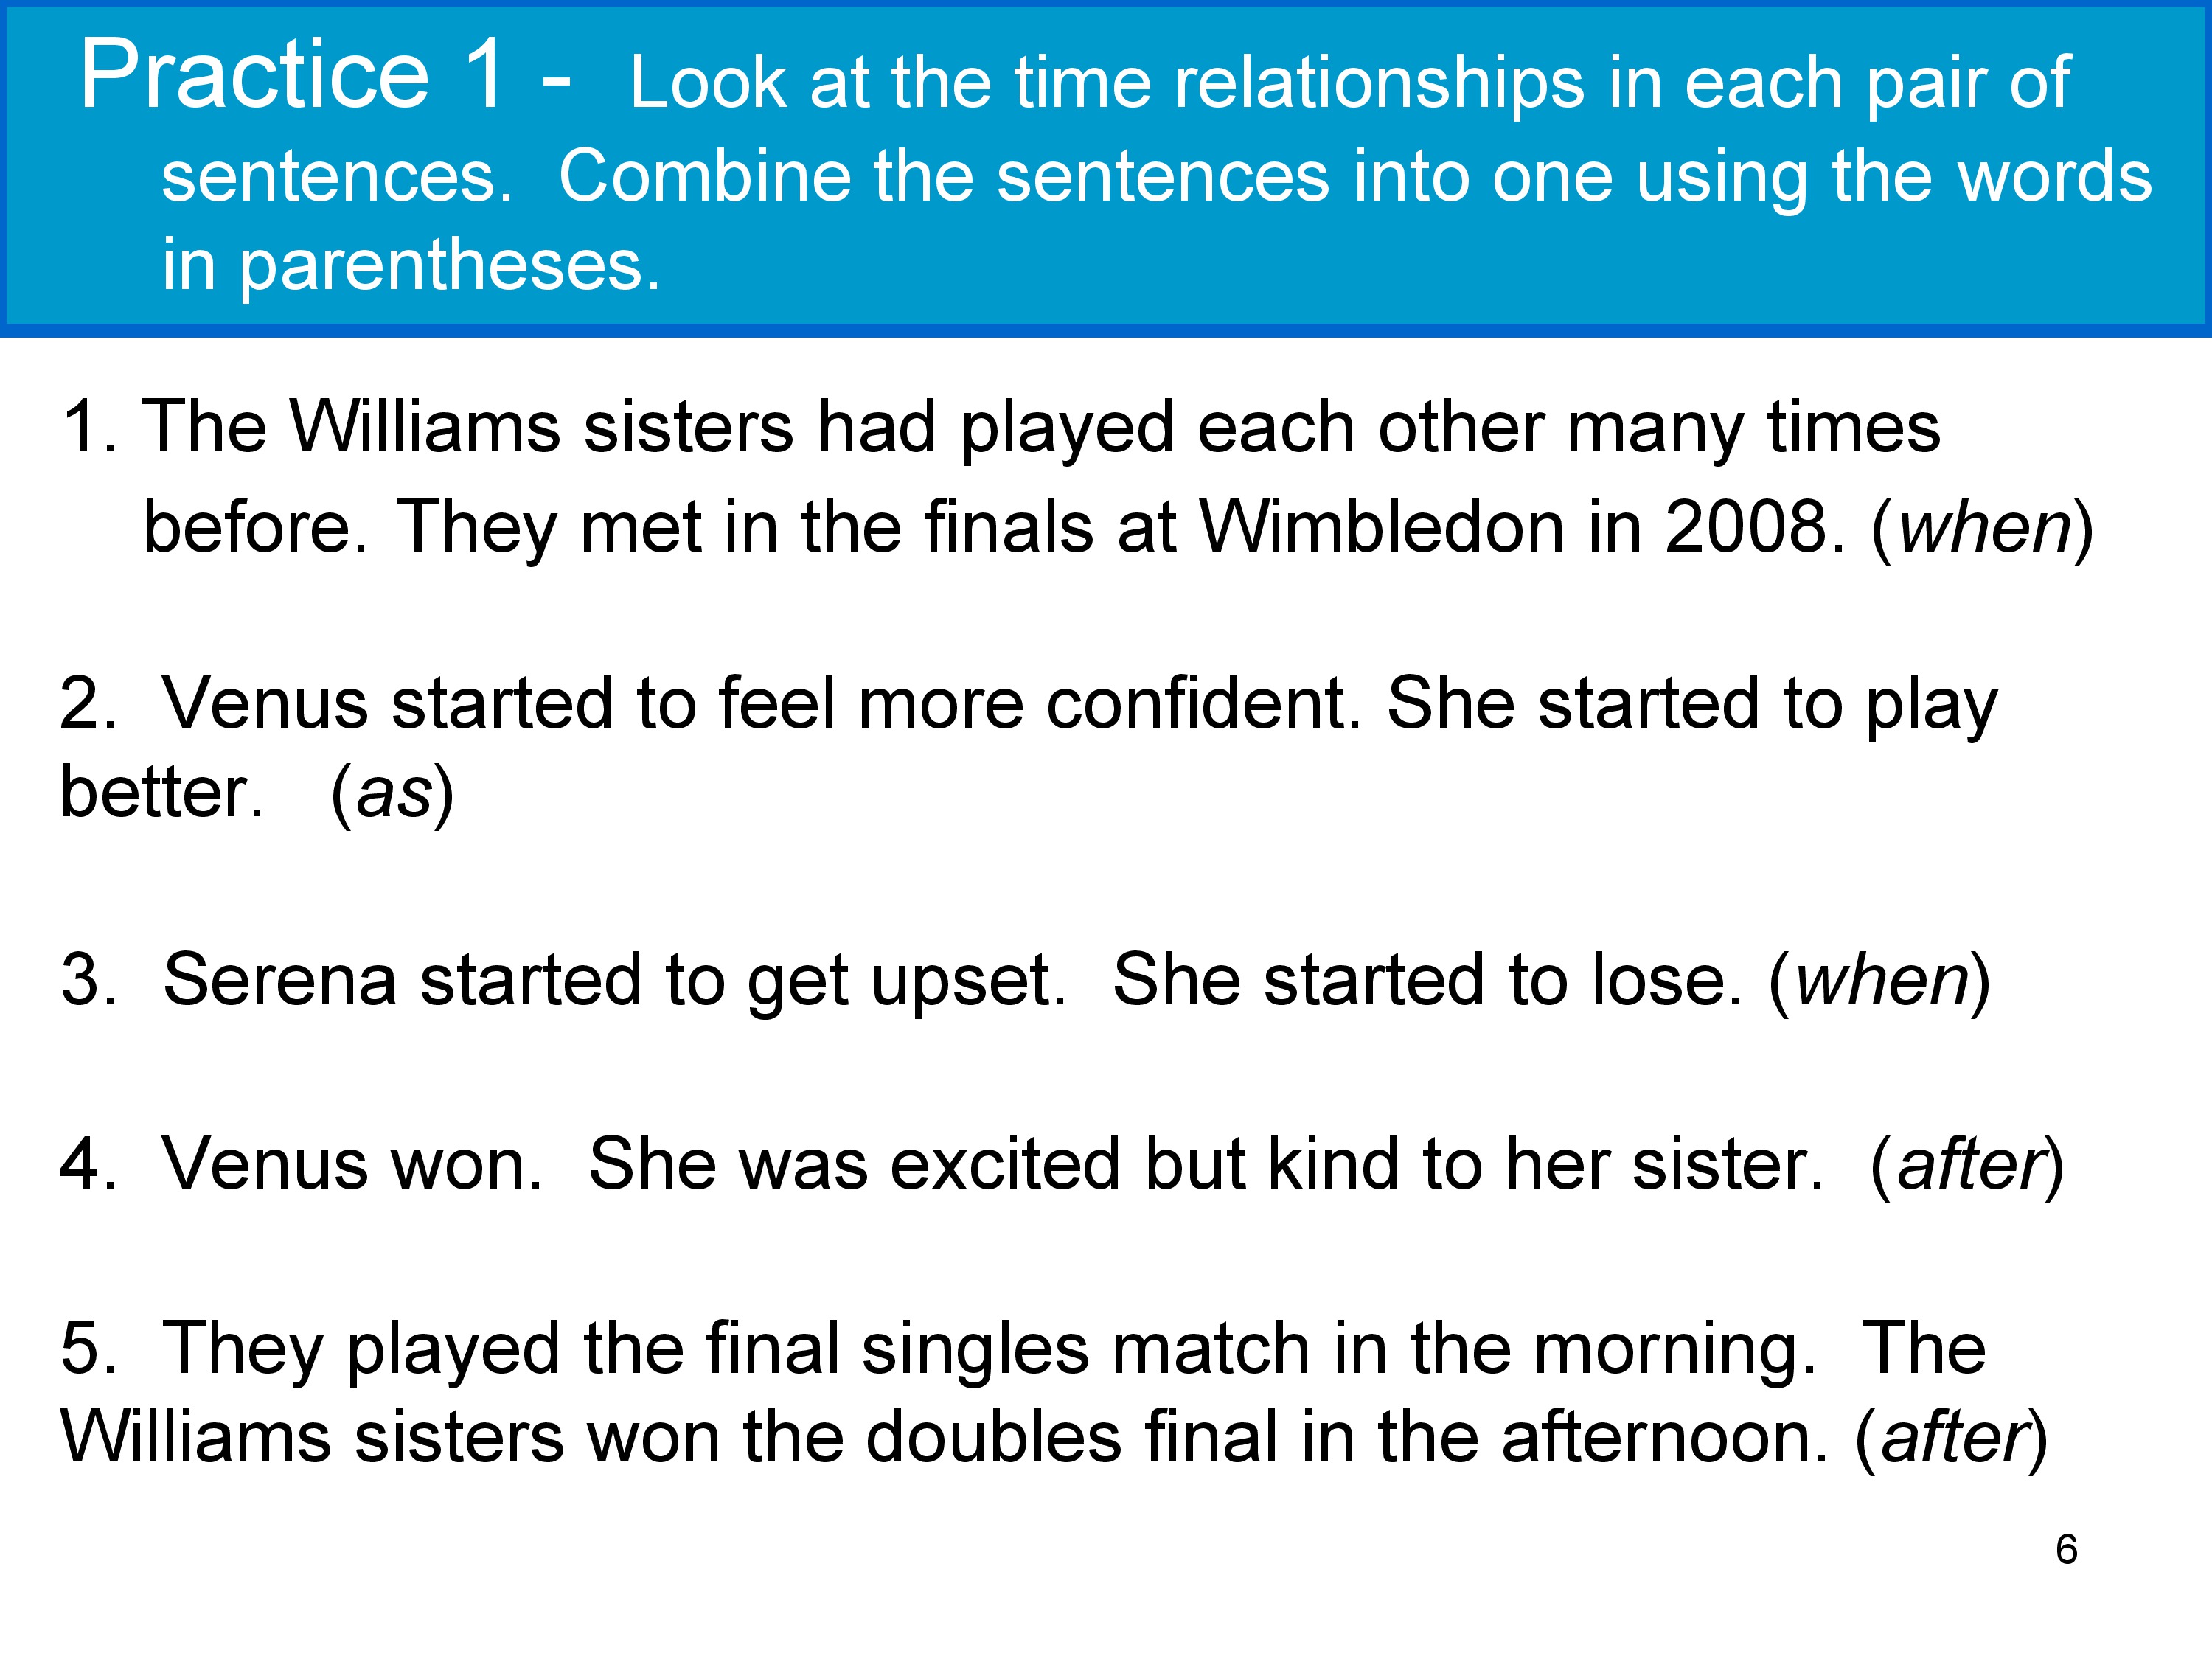 Practice 1 - Look at the time relationships in each pair of
sentences. Combine the sentences into one using the words
in parentheses.
1. The Williams sisters had played each other many times
before. They met in the finals at Wimbledon in 2008. (when)
2. Venus started to feel more confident. She started to play
better. (as)
3. Serena started to get upset. She started to lose. (when)
4. Venus won. She was excited but kind to her sister. (after)
5. They played the final singles match in the morning. The
Williams sisters won the doubles final in the afternoon. (after)
6